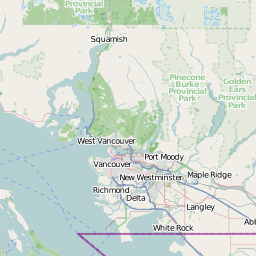 Provincial
Park
Squamish
Golden
Ears
Provincial
Park
Pinecone
Burke
Provincial
Park
West Vancouver
Vancouver
Port Moody
Maple Ridge
New Westminster
Richmond
Delta
Langley
Abb
White Rock